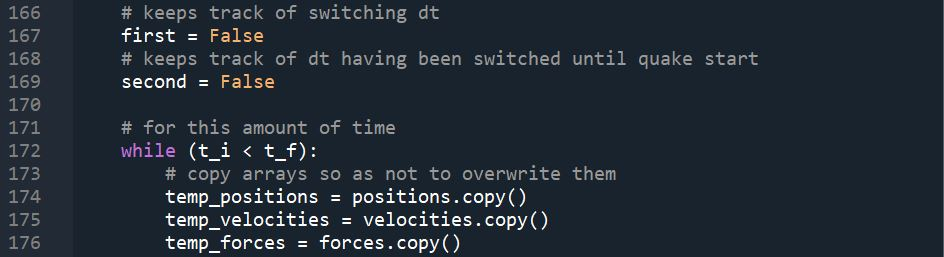 166 # keeps track of switching dt
167 first = False
168 # keeps track of dt having been switched until quake start
169 second = False
170
171 # for this amount of time
172 while (t_i < t_f):
173 # copy arrays so as not to overwrite them
174 temp_positions = positions.copy()
175 temp_velocities = velocities.copy()
176 temp_forces = forces.copy()